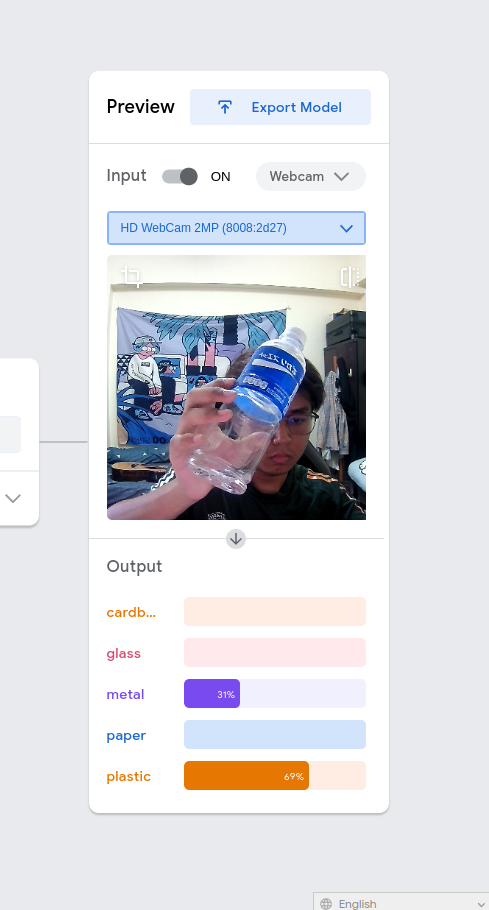 Preview
Export Model
Input
ON
Webcam
HD WebCam 2MP (8008:2d27)
Output
cardb...
glass
metal
31%
paper
plastic
69%
English